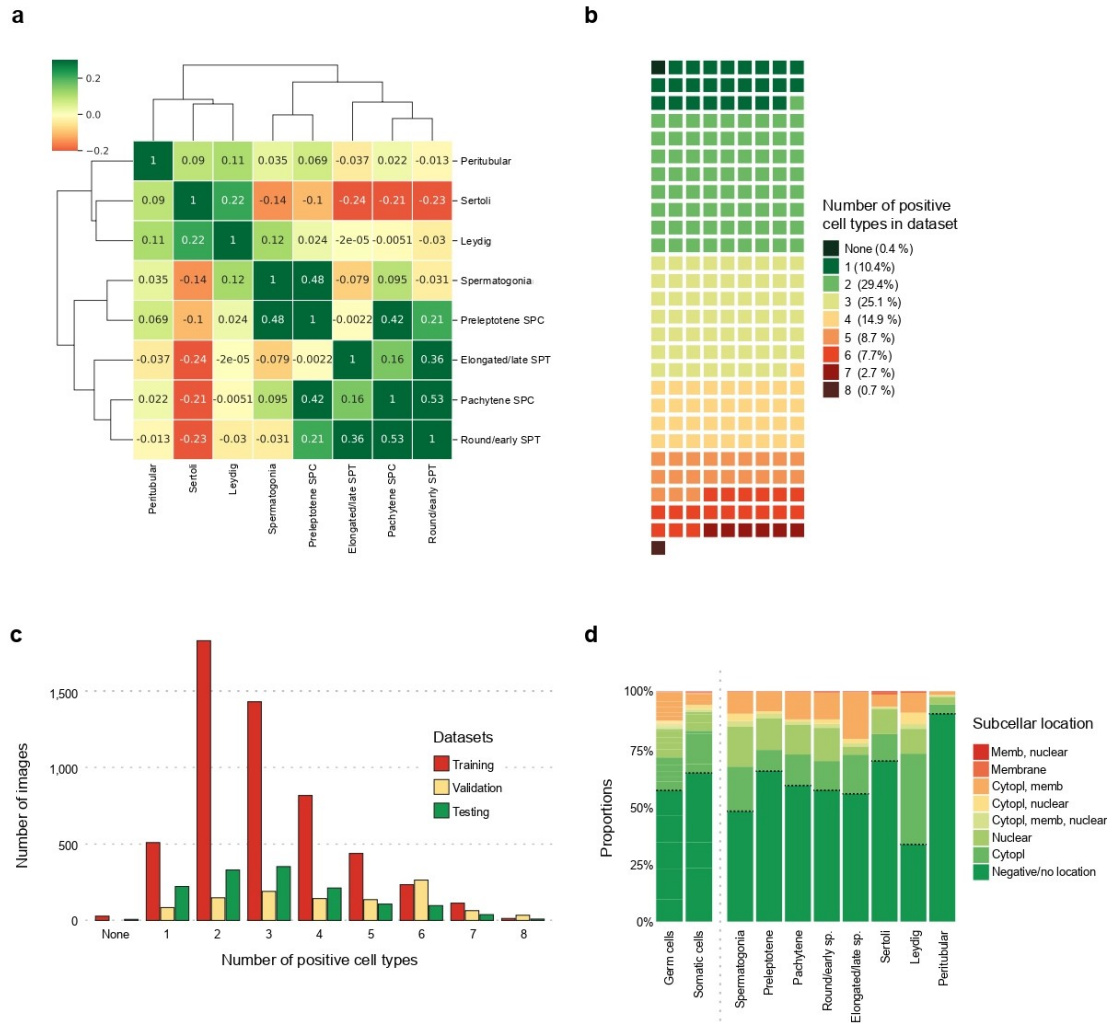 a
0.2
0.0
−0.2
1 0.09 0.11 0.035 0.069 -0.037 0.022 -0.013 Peritubular
0.09 1 0.22 -0.14 -0.1 -0.24 -0.21 -0.23 Sertoli
0.11 0.22 1 0.12 0.024 -2e-05 -0.0051 -0.03 Leydig
0.035 -0.14 0.12 1 0.48 -0.079 0.095 -0.031 Spermatogonia
0.069 -0.1 0.024 0.48 1 -0.0022 0.42 0.21 Preleptotene SPC
-0.037 -0.24 -2e-05 -0.079 -0.0022 1 0.16 0.36 Elongated/late SPT
0.022 -0.21 -0.0051 0.095 0.42 0.16 1 0.53 Pachytene SPC
-0.013 -0.23 -0.03 -0.031 0.21 0.36 0.53 1 Round/early SPT
Peritubular
Sertoli
Leydig
Spermatogonia
Preleptotene SPC
Elongated/late SPT
Pachytene SPC
Round/early SPT
b
Number of positive
cell types in dataset
None (0.4 %)
1 (10.4%)
2 (29.4%)
3 (25.1 %)
4 (14.9 %)
5 (8.7 %)
6 (7.7%)
7 (2.7 %)
8 (0.7 %)
c
Number of images
1,500
1,000
500
0
Datasets
Training
Validation
Testing
None 1 2 3 4 5 6 7 8
Number of positive cell types
d
Proportions
100%
75%
50%
25%
0%
Germ cells
Somatic cells
Spermatogonia
Preleptotene
Pachytene
Round/early sp.
Elongated/late sp.
Sertoli
Leydig
Peritubular
Subcellar location
Memb, nuclear
Membrane
Cytopl, memb
Cytopl, nuclear
Cytopl, memb, nuclear
Nuclear
Cytopl
Negative/no location